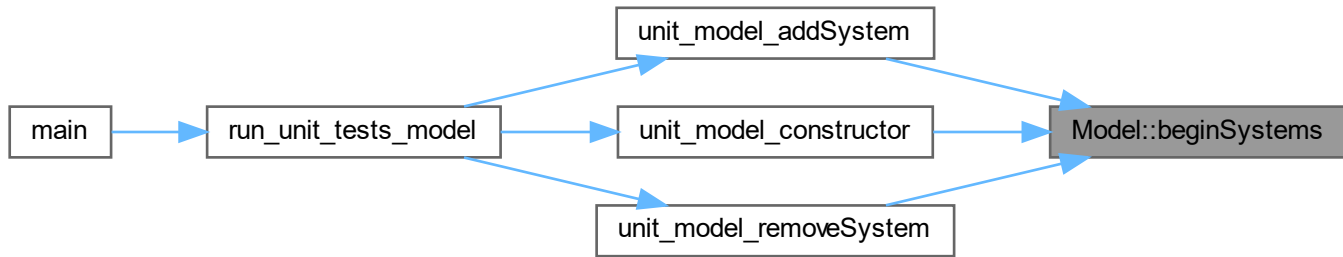 unit_model_addSystem
main
run_unit_tests_model
unit_model_constructor
Model::beginSystems
unit_model_removeSystem